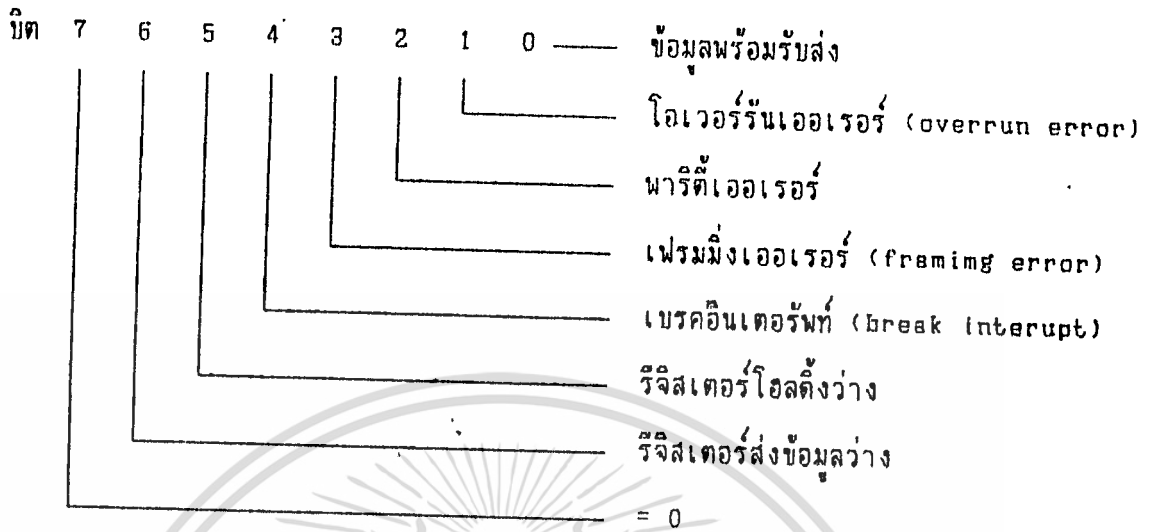 บิต 7 6 5 4 3 2 1 0 ข้อมูลพร้อมรับส่ง
โอเวอร์รันเออเรอร์ (overrun error)
พาริตี้เออเรอร์
เฟรมมิ่งเออเรอร์ (framimg error)
เบรคอินเตอรัพท์ (break interupt)
รีจิสเตอร์โฮลดิ้งว่าง
รีจิสเตอร์ส่งข้อมูลว่าง
= 0